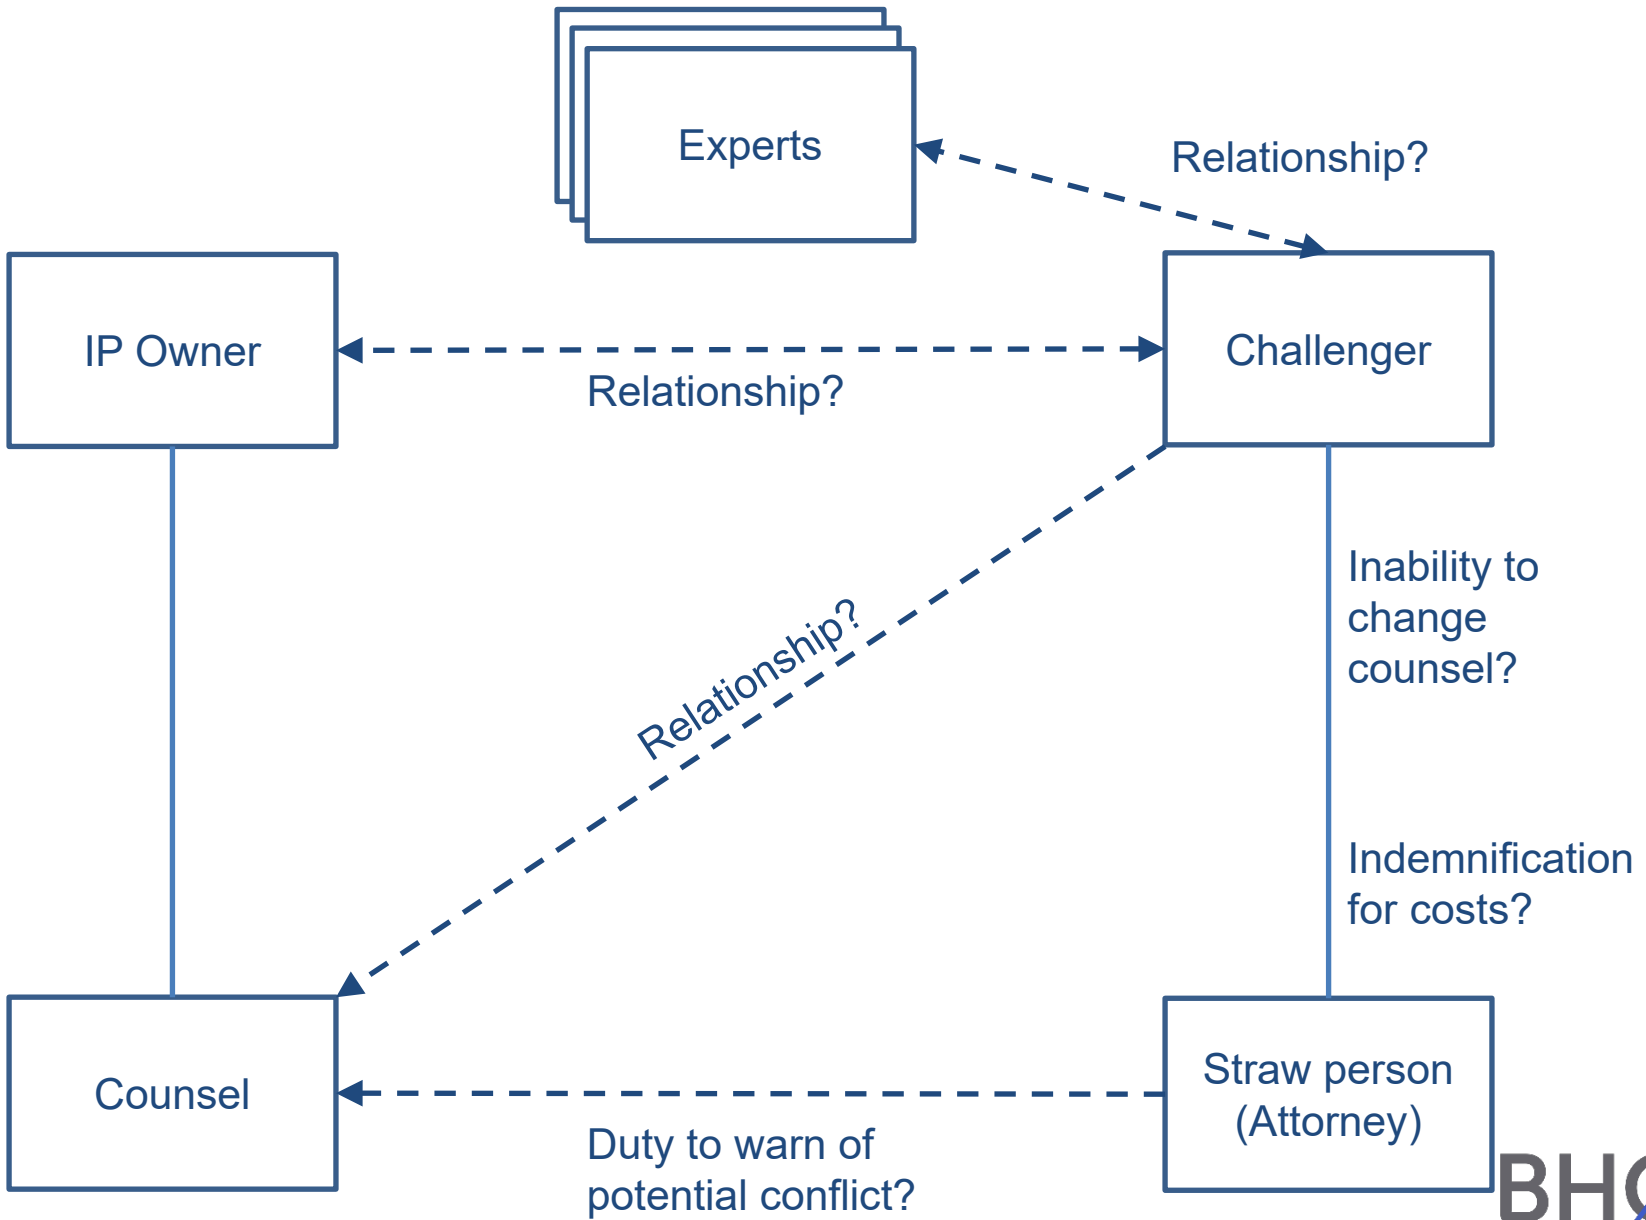 Experts
Relationship?
IP Owner
Challenger
Relationship?
Inability to
change
counsel?
Relationship?
Indemnification
for costs?
Counsel
Straw person
(Attorney)
Duty to warn of
potential conflict?